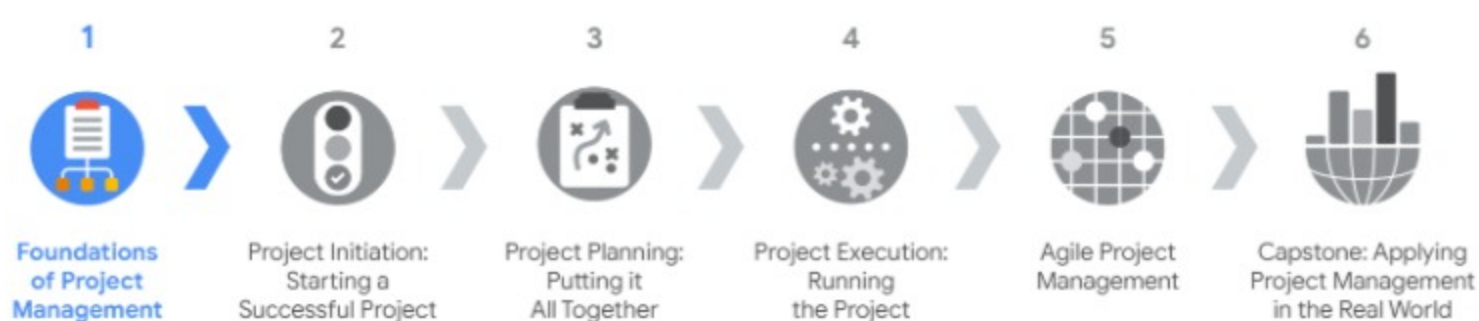 1
2
3
4
5
6
Foundations
of Project
Management
Project Initiation:
Starting a
Successful Project
Project Planning:
Putting it
All Together
Project Execution:
Running
the Project
Agile Project
Management
Capstone: Applying
Project Management
in the Real World